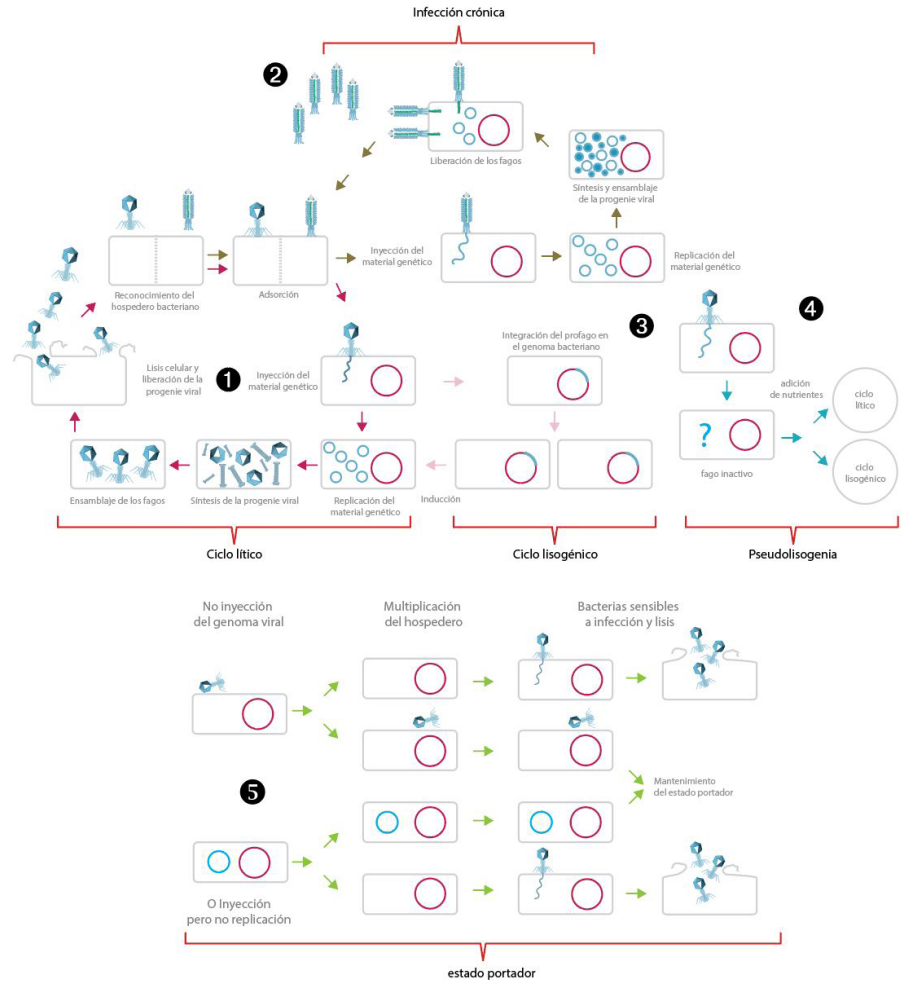 Infección crónica
2
Liberación de los fagos
Síntesis y ensamblaje
de la progenie viral
Inyección del
material genético
Replicación del
material genético
Reconocimiento del
hospedero bacteriano
Adsorción
3
4
Integración del profago en
el genoma bacteriano
Lisis celular y
liberación de la
progenie viral
1
Inyección del
material genético
adición
de nutrientes
ciclo
lítico
?
fago inactivo
ciclo
lisogénico
Ensamblaje de los fagos
Síntesis de la progenie viral
Replicación del
material genético
Inducción
Ciclo lítico
Ciclo lisogénico
Pseudolisogenia
No inyección
del genoma viral
Multiplicación
del hospedero
Bacterias sensibles
a infección y lisis
Mantenimiento
del estado portador
5
O Inyección
pero no replicación
estado portador